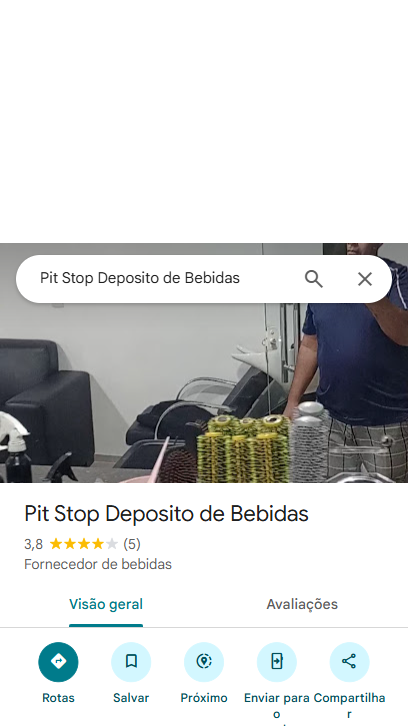 Pit Stop Deposito de Bebidas
Pit Stop Deposito de Bebidas
3,8 (5)
Fornecedor de bebidas
Visão geral Avaliações
Rotas Salvar Próximo Enviar para Compartilha
o r